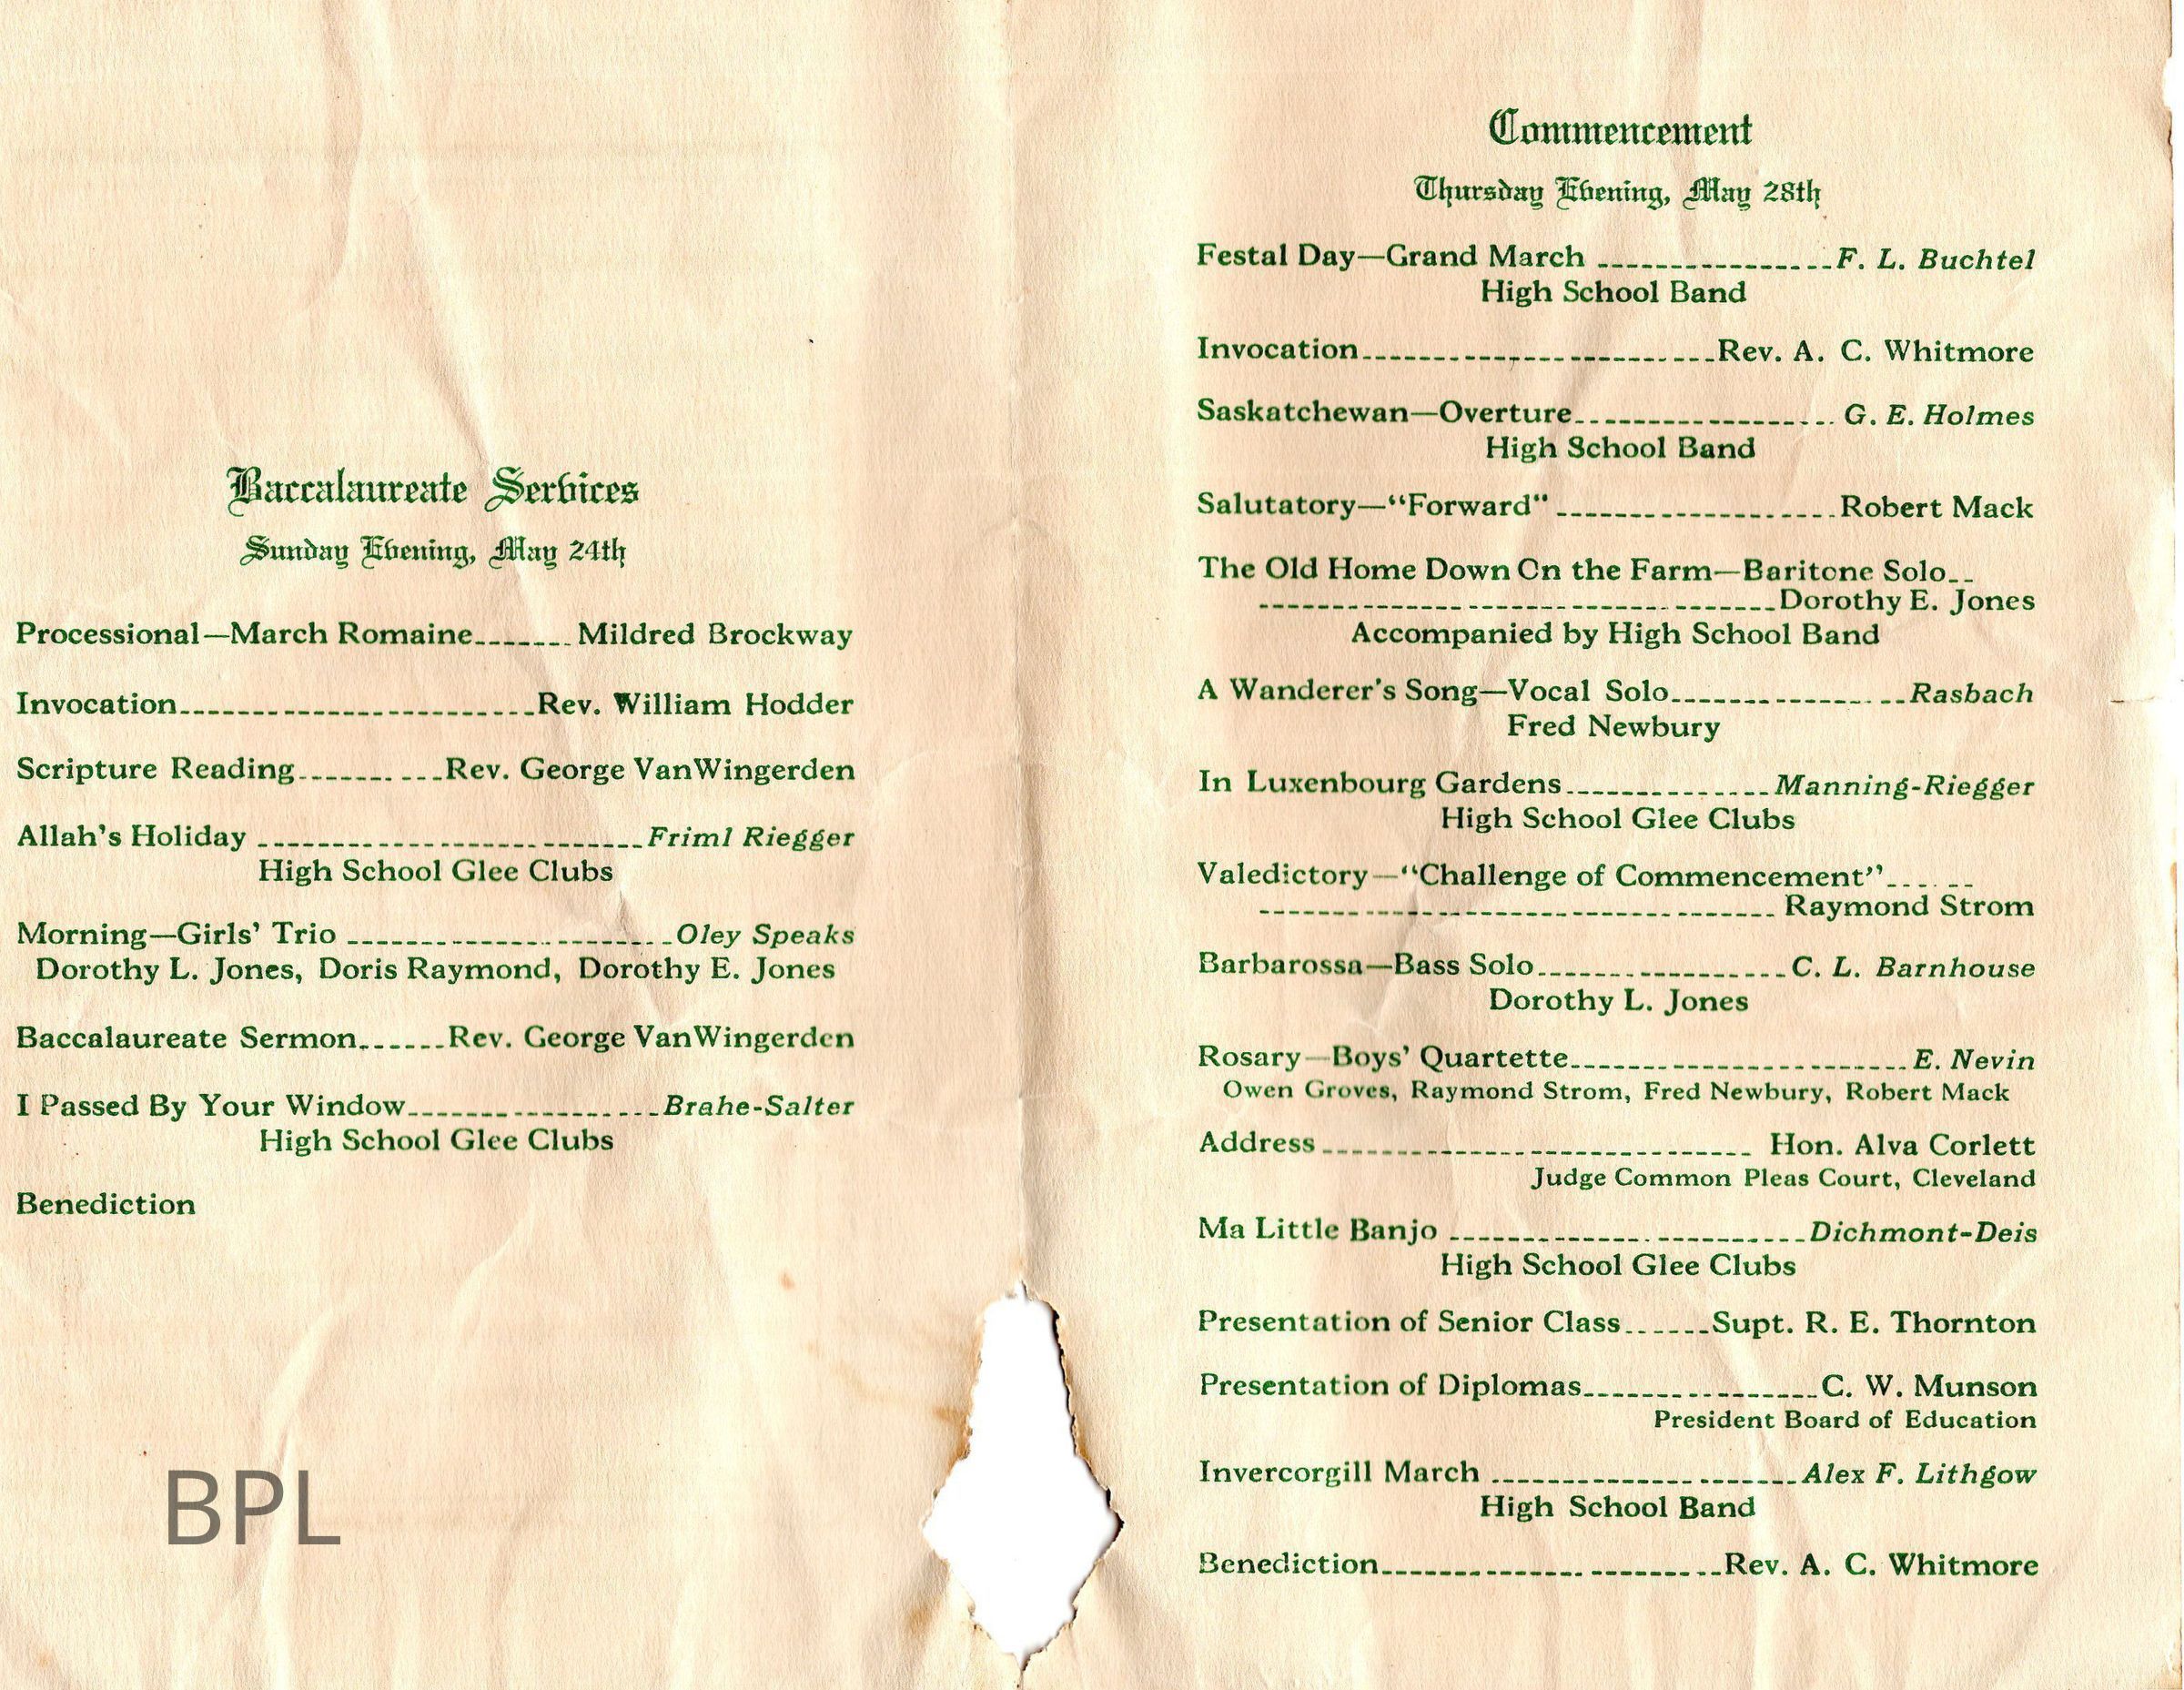 Baccalaureate Services
Sunday Evening, May 24th
Processional—March Romaine Mildred Brockway
Invocation Rev. William Hodder
Scripture Reading Rev. George VanWingerden
Allah's Holiday Friml Riegger
High School Glee Clubs
Morning—Girls' Trio Oley Speaks
Dorothy L. Jones, Doris Raymond, Dorothy E. Jones
Baccalaureate Sermon Rev. George VanWingerden
I Passed By Your Window Brahe-Salter
High School Glee Clubs
Benediction
BPL
Commencement
Thursday Evening, May 28th
Festal Day—Grand March F. L. Buchtel
High School Band
Invocation Rev. A. C. Whitmore
Saskatchewan—Overture G. E. Holmes
High School Band
Salutatory—"Forward" Robert Mack
The Old Home Down On the Farm—Baritone Solo
Dorothy E. Jones
Accompanied by High School Band
A Wanderer's Song—Vocal Solo Rasbach
Fred Newbury
In Luxenbourg Gardens Manning-Riegger
High School Glee Clubs
Valedictory—"Challenge of Commencement"
Raymond Strom
Barbarossa—Bass Solo C. L. Barnhouse
Dorothy L. Jones
Rosary—Boys' Quartette E. Nevin
Owen Groves, Raymond Strom, Fred Newbury, Robert Mack
Address Hon. Alva Corlett
Judge Common Pleas Court, Cleveland
Ma Little Banjo Dichmont-Deis
High School Glee Clubs
Presentation of Senior Class Supt. R. E. Thornton
Presentation of Diplomas C. W. Munson
President Board of Education
Invercorgill March Alex F. Lithgow
High School Band
Benediction Rev. A. C. Whitmore